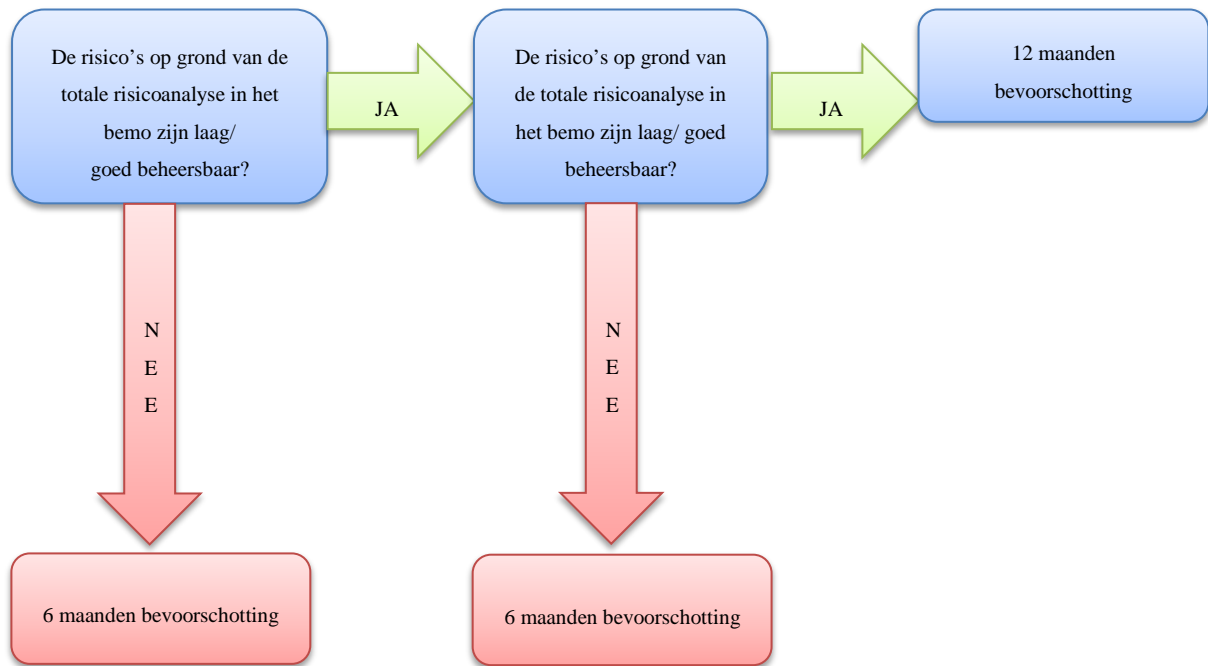 De risico’s op grond van de
totale risicoanalyse in het
bemo zijn laag/
goed beheersbaar?
JA
De risico’s op grond van
de totale risicoanalyse in
het bemo zijn laag/ goed
beheersbaar?
JA
12 maanden
bevoorschotting
N
E
E
N
E
E
6 maanden bevoorschotting
6 maanden bevoorschotting